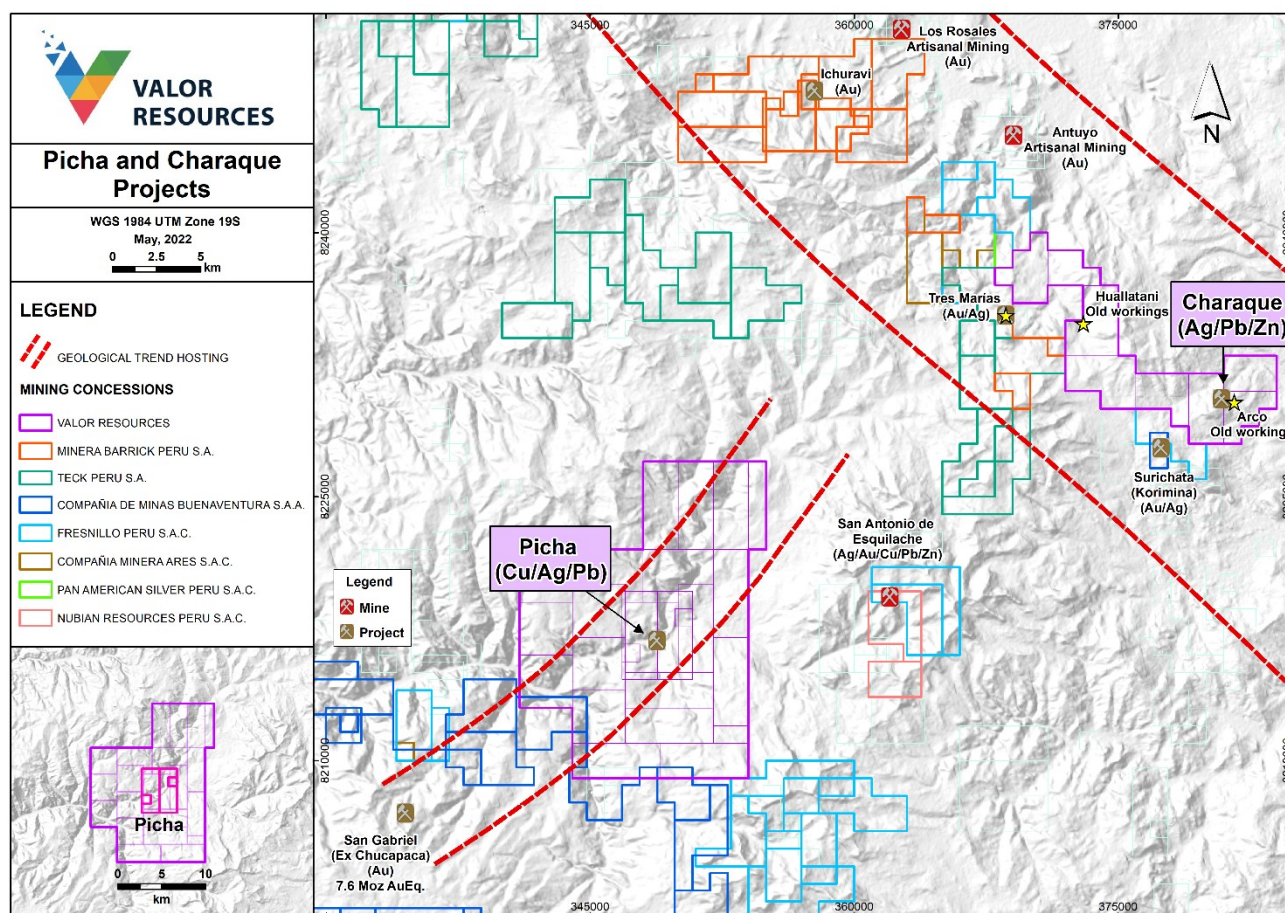 VALOR
RESOURCES
Picha and Charaque
Projects
WGS 1984 UTM Zone 19S
May, 2022
0 2.5 5
km
LEGEND
GEOLOGICAL TREND HOSTING
MINING CONCESSIONS
VALOR RESOURCES
MINERA BARRICK PERU S.A.
TECK PERU S.A.
COMPAÑIA DE MINAS BUENAVENTURA S.A.A.
FRESNILLO PERU S.A.C.
COMPAÑIA MINERA ARES S.A.C.
PAN AMERICAN SILVER PERU S.A.C.
NUBIAN RESOURCES PERU S.A.C.
Picha
0 5 10
km
345000 360000 375000
Los Rosales
Artisanal Mining
(Au)
Ichuravi
(Au)
N
Antuyo
Artisanal Mining
(Au)
8240000
8240000
Tres Marías
(Au/Ag)
Huallatani
Old workings
Charaque
(Ag/Pb/Zn)
Arco
Old working
Surichata
(Korimina)
(Au/Ag)
8225000
8225000
San Antonio de
Esquilache
(Ag/Au/Cu/Pb/Zn)
Picha
(Cu/Ag/Pb)
Legend
Mine
Project
8210000
8210000
San Gabriel
(Ex Chucapaca)
(Au)
7.6 Moz AuEq.
345000 360000 375000